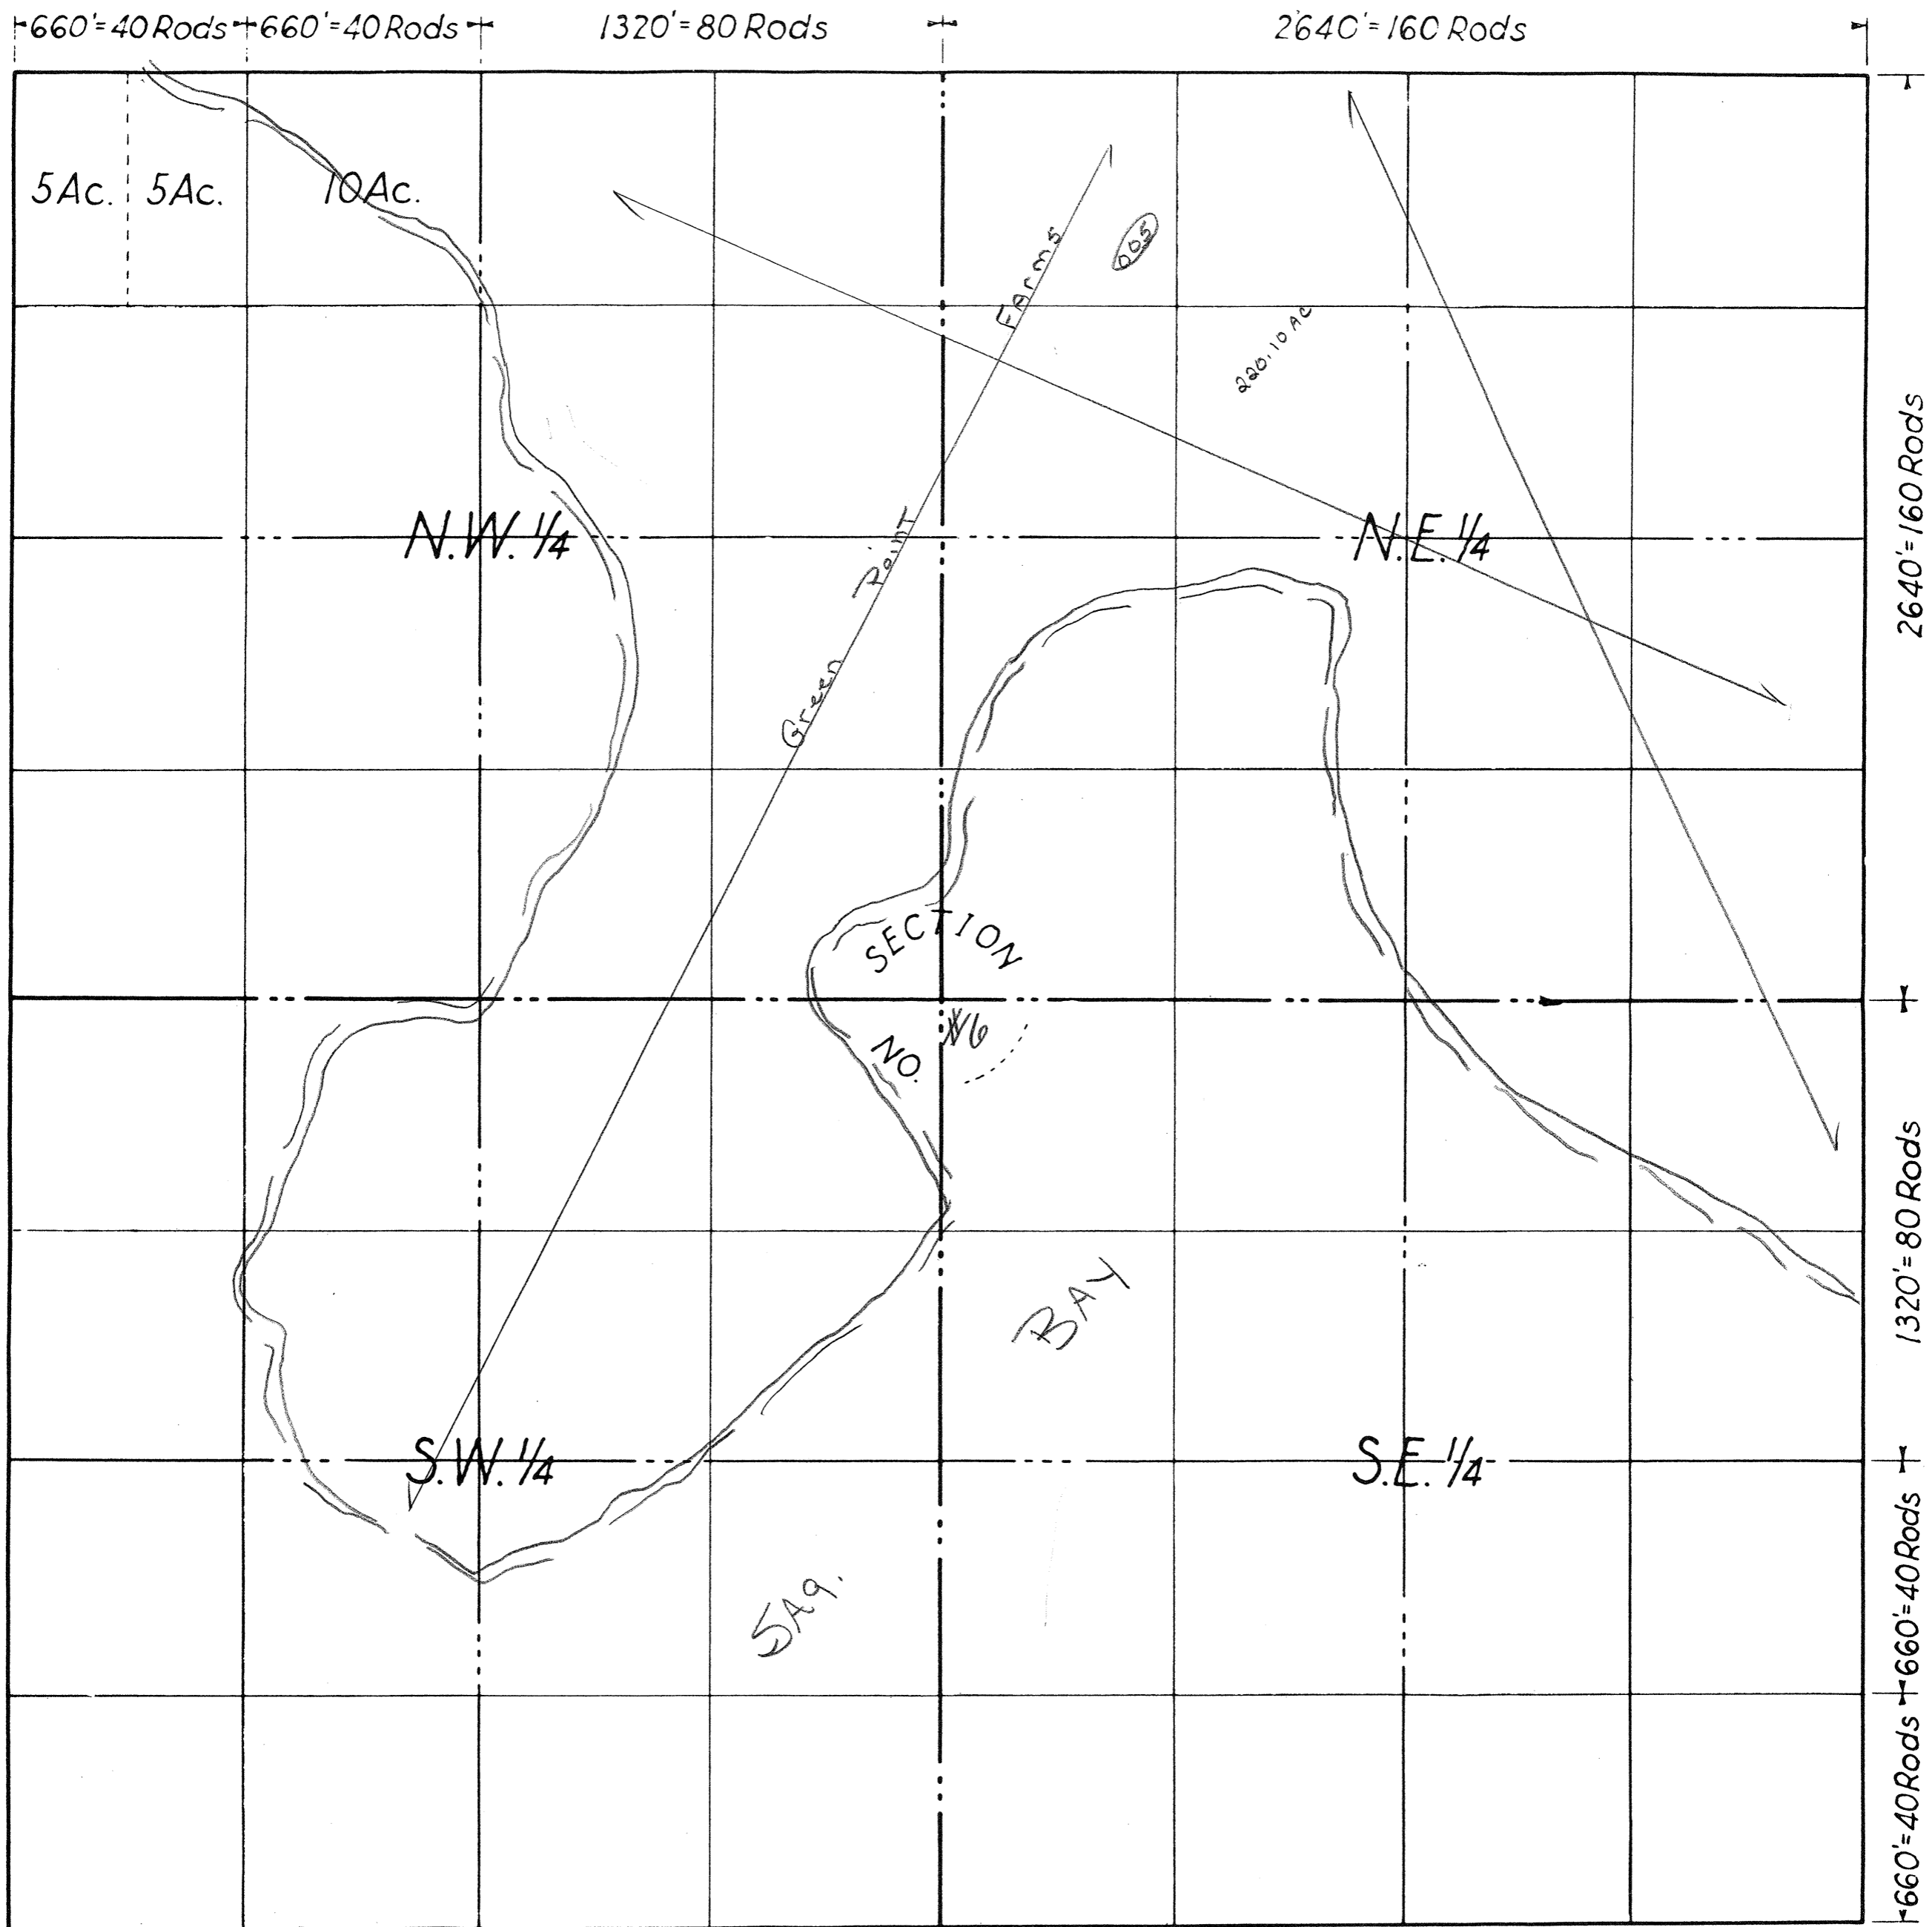 660'=40 Rods 660'=40 Rods 1320'=80 Rods 2640'=160 Rods
5Ac. 5Ac. 10Ac.
Farms
005
220.10 Ac
2640'=160 Rods
N.W. 1/4
Point
N.E. 1/4
Green
SECTION
NO. 6
1320'=80 Rods
BAY
S.W. 1/4
S.E. 1/4
660'=40 Rods
660'=40 Rods